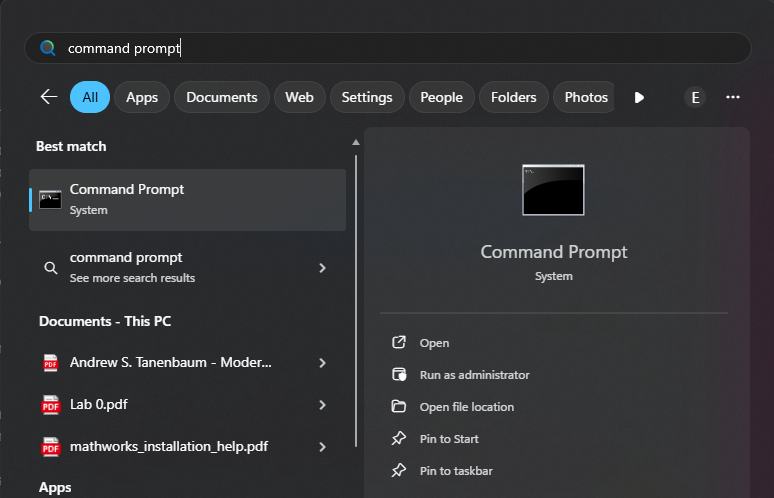 command prompt
All
Apps
Documents
Web
Settings
People
Folders
Photos
E
Best match
Command Prompt
System
command prompt
See more search results
Documents - This PC
Andrew S. Tanenbaum - Moder...
Lab 0.pdf
mathworks_installation_help.pdf
Apps
Command Prompt
System
Open
Run as administrator
Open file location
Pin to Start
Pin to taskbar